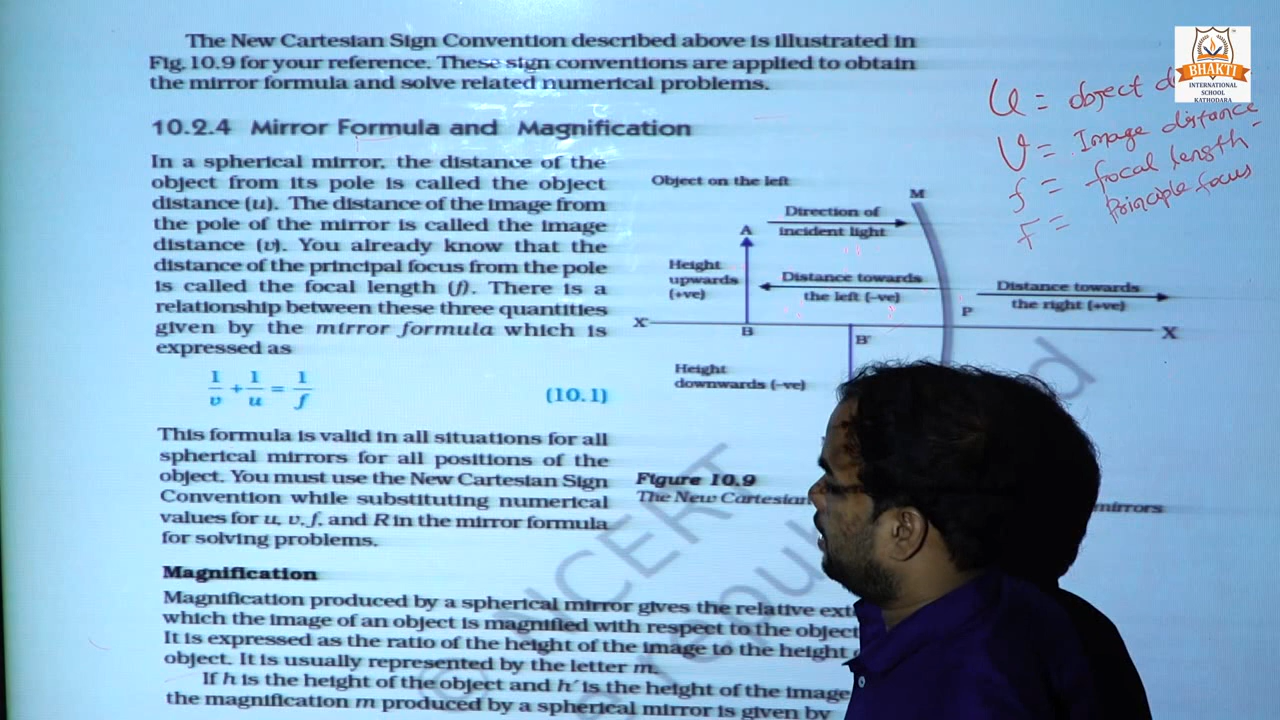 The New Cartesian Sign Convention described above is illustrated in
Fig. 10.9 for your reference. These sign conventions are applied to obtain
the mirror formula and solve related numerical problems.
10.2.4 Mirror Formula and Magnification
In a spherical mirror, the distance of the
object from its pole is called the object
distance (u). The distance of the image from
the pole of the mirror is called the image
distance (v). You already know that the
distance of the principal focus from the pole
is called the focal length (f). There is a
relationship between these three quantities
given by the mirror formula which is
expressed as
1/v + 1/u = 1/f (10.1)
This formula is valid in all situations for all
spherical mirrors for all positions of the
object. You must use the New Cartesian Sign
Convention while substituting numerical
values for u, v, f, and R in the mirror formula
for solving problems.
Magnification
Magnification produced by a spherical mirror gives the relative
which the image of an object is magnified with respect to the object
It is expressed as the ratio of the height of the image to the height
object. It is usually represented by the letter m.
If h is the height of the object and h´ is the height of the image
the magnification m produced by a spherical mirror is given by
Object on the left
M
Direction of
incident light
A
Height
upwards
(+ve)
Distance towards
the left (–ve)
Distance towards
the right (+ve)
P
X'
B
B'
X
Height
downwards (–ve)
Figure 10.9
The New Cartesian
mirrors
© NCERT
U = object
V = Image distance
f = focal length
F = Principle focus
BHAKTI
INTERNATIONAL
SCHOOL
KATHODARA